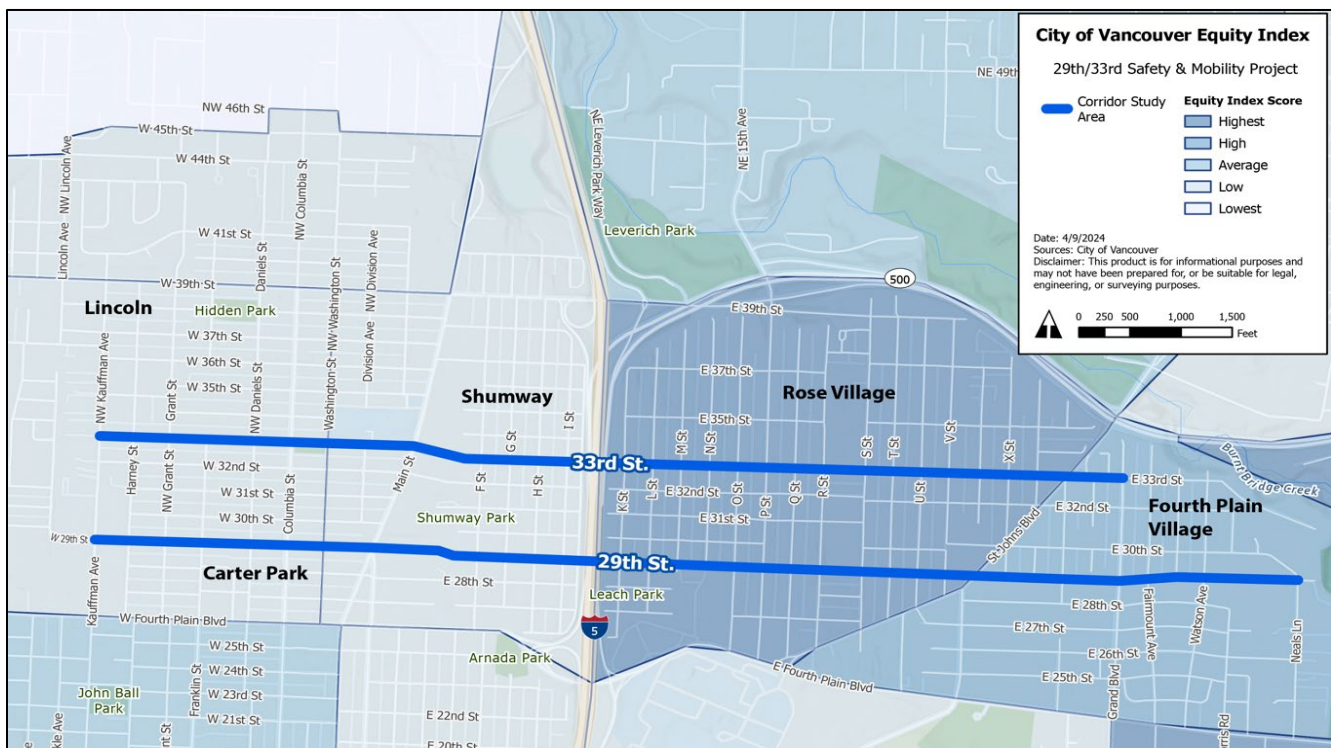 City of Vancouver Equity Index
29th/33rd Safety & Mobility Project
Corridor Study
Area
Equity Index Score
Highest
High
Average
Low
Lowest
Date: 4/9/2024
Sources: City of Vancouver
Disclaimer: This product is for informational purposes and
may not have been prepared for, or be suitable for legal,
engineering, or surveying purposes.
0 250 500 1,000 1,500
Feet
NW 46th St
W 45th St
W 44th St
NW Lincoln Ave
Lincoln Ave
NW Columbia St
W 41st St
Daniels St
W 39th St
NW Washington St
Washington St
NW Division Ave
Division Ave
Lincoln
Hidden Park
W 37th St
W 36th St
W 35th St
NW Kauffman Ave
Grant St
NW Daniels St
Harney St
NW Grant St
W 32nd St
W 31st St
W 30th St
Columbia St
Main St
W 29th St
Kauffman Ave
Carter Park
W Fourth Plain Blvd
W 25th St
W 24th St
W 23rd St
W 21st St
Franklin St
John Ball
Park
nt St
kle Ave
Shumway
I St
G St
F St
H St
33rd St.
Shumway Park
E 28th St
29th St.
Leach Park
5
Arnada Park
E 22nd St
E 20th St
NE Leverich Park Way
NE 15th Ave
NE 49th
Leverich Park
500
E 39th St
E 37th St
Rose Village
E 35th St
M St
N St
S St
T St
V St
X St
K St
L St
E 32nd St
O St
P St
Q St
R St
U St
E 31st St
St Johns Blvd
E Fourth Plain Blvd
Burnt Bridge Creek
E 33rd St
E 32nd St
Fourth Plain
Village
E 30th St
E 28th St
E 27th St
E 26th St
E 25th St
Grand Blvd
Fairmount Ave
Watson Ave
Neals Ln
rris Rd